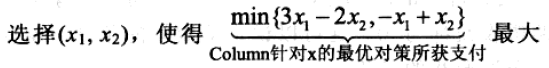 选择(x₁, x₂)，使得 min{3x₁ − 2x₂, −x₁ + x₂} 最大
Column针对x的最优对策所获支付